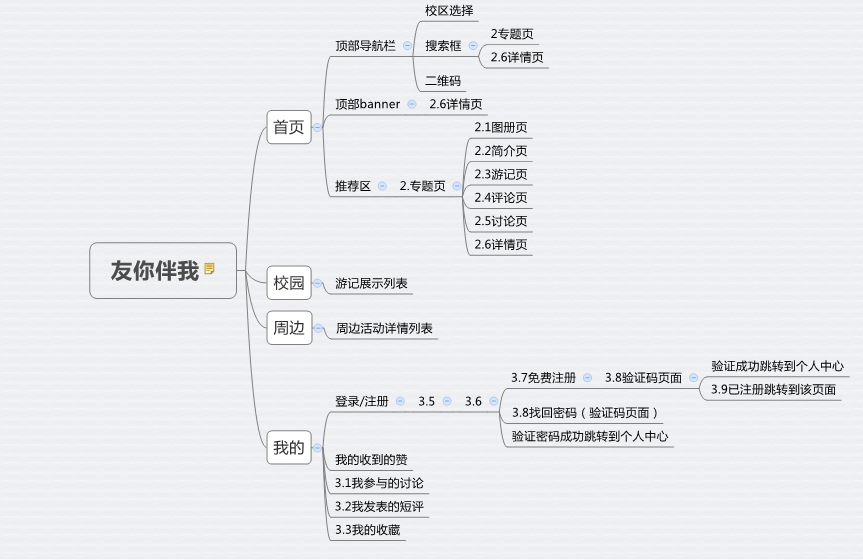 友你伴我
首页
顶部导航栏
校区选择
搜索框
2专题页
2.6详情页
二维码
顶部banner
2.6详情页
推荐区
2.专题页
2.1图册页
2.2简介页
2.3游记页
2.4评论页
2.5讨论页
2.6详情页
校园
游记展示列表
周边
周边活动详情列表
我的
登录/注册
3.5
3.6
3.7免费注册
3.8验证码页面
验证成功跳转到个人中心
3.9已注册跳转到该页面
3.8找回密码（验证码页面）
验证密码成功跳转到个人中心
我的收到的赞
3.1我参与的讨论
3.2我发表的短评
3.3我的收藏